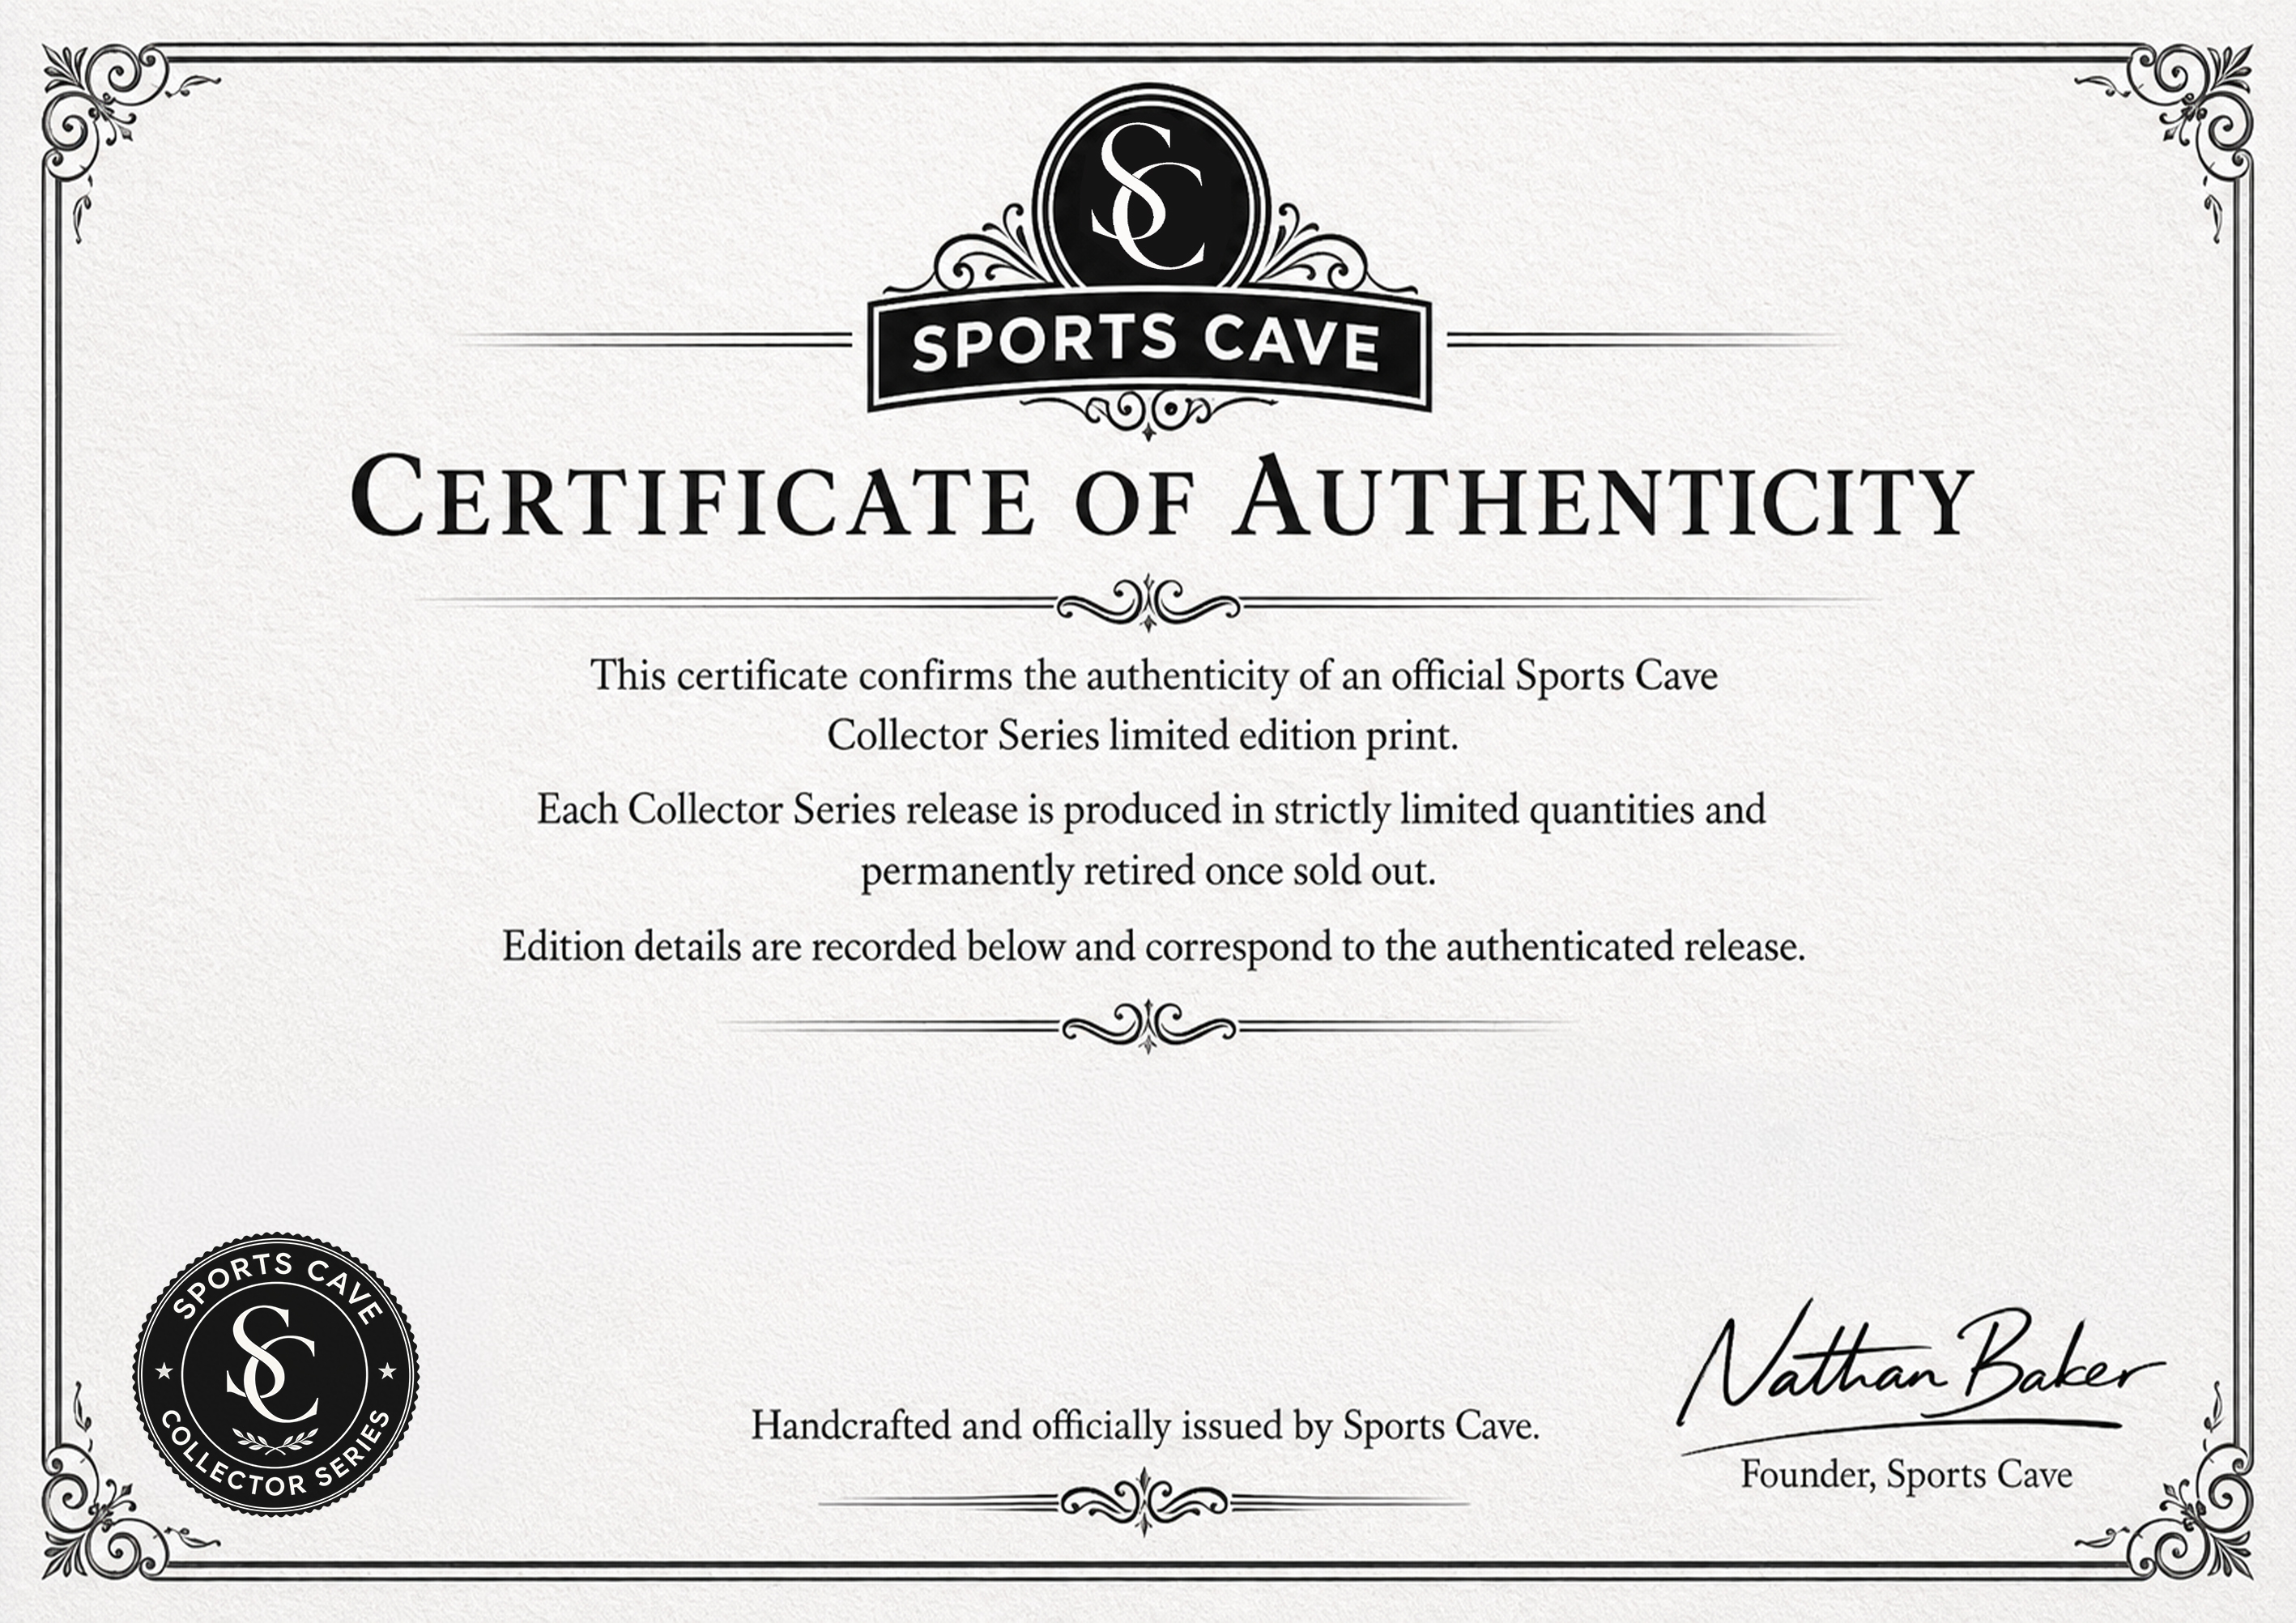 SC
SPORTS CAVE
CERTIFICATE OF AUTHENTICITY
This certificate confirms the authenticity of an official Sports Cave
Collector Series limited edition print.
Each Collector Series release is produced in strictly limited quantities and
permanently retired once sold out.
Edition details are recorded below and correspond to the authenticated release.
SPORTS CAVE
SC
COLLECTOR SERIES
Handcrafted and officially issued by Sports Cave.
Nathan Baker
Founder, Sports Cave